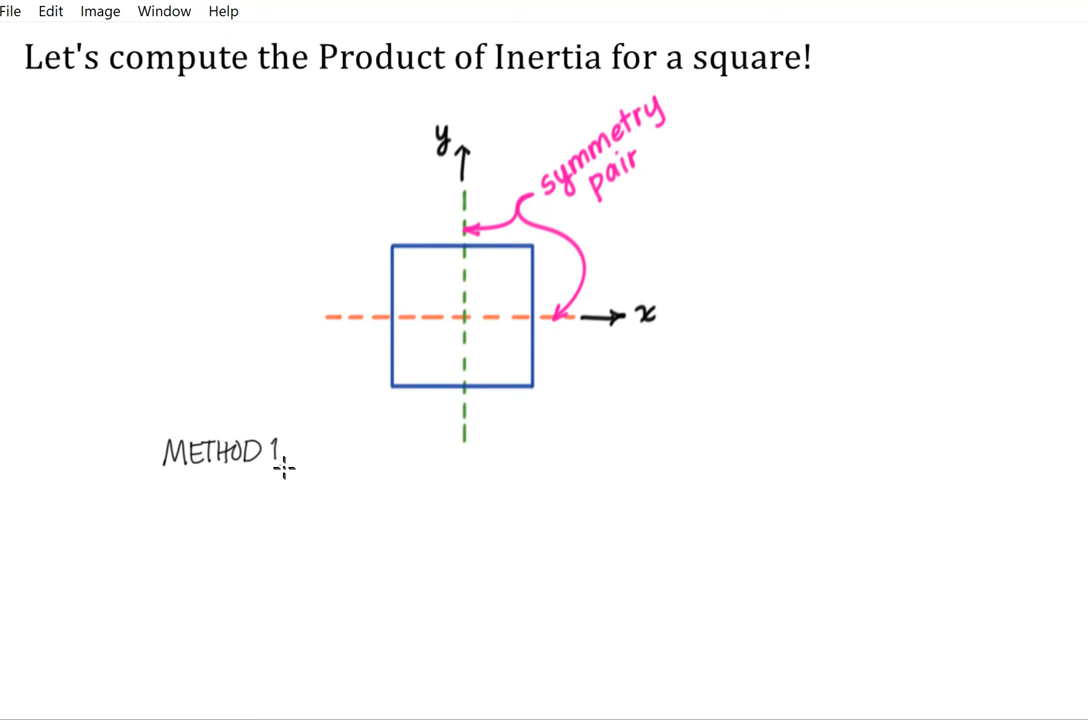 File Edit Image Window Help
Let's compute the Product of Inertia for a square!
y
symmetry
pair
x
METHOD 1